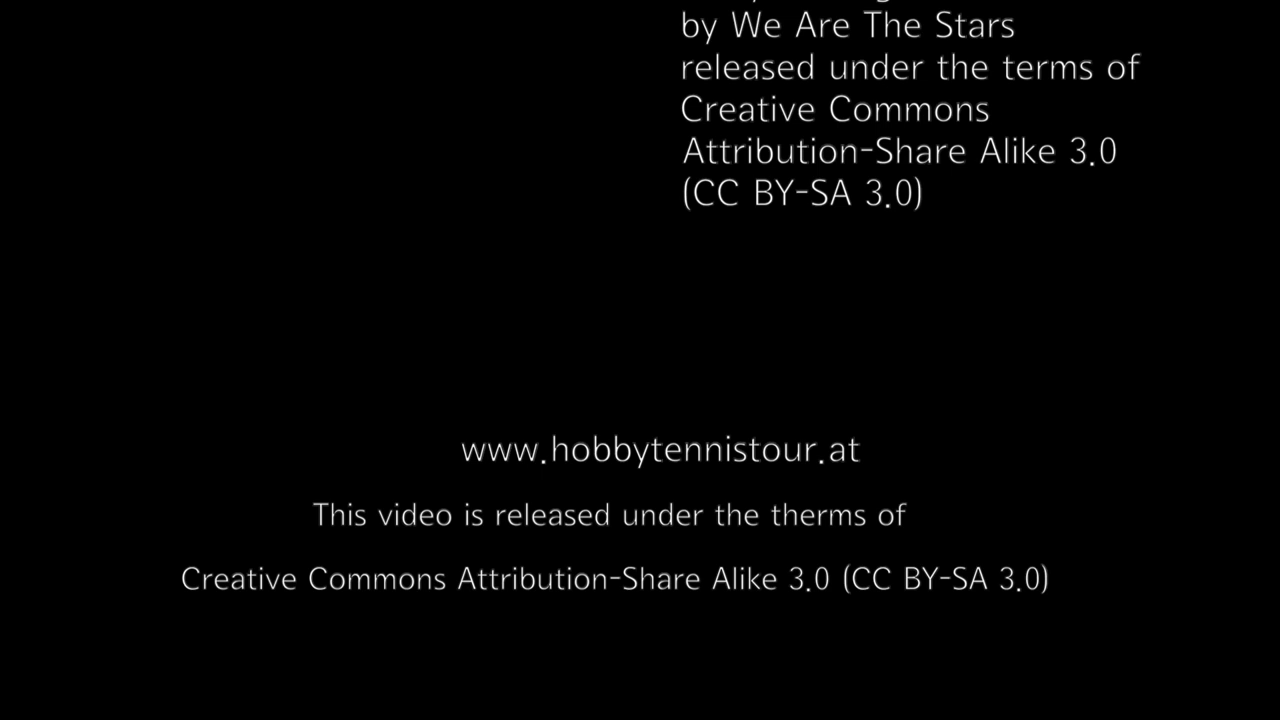 by We Are The Stars
released under the terms of
Creative Commons
Attribution-Share Alike 3.0
(CC BY-SA 3.0)
www.hobbytennistour.at
This video is released under the therms of
Creative Commons Attribution-Share Alike 3.0 (CC BY-SA 3.0)